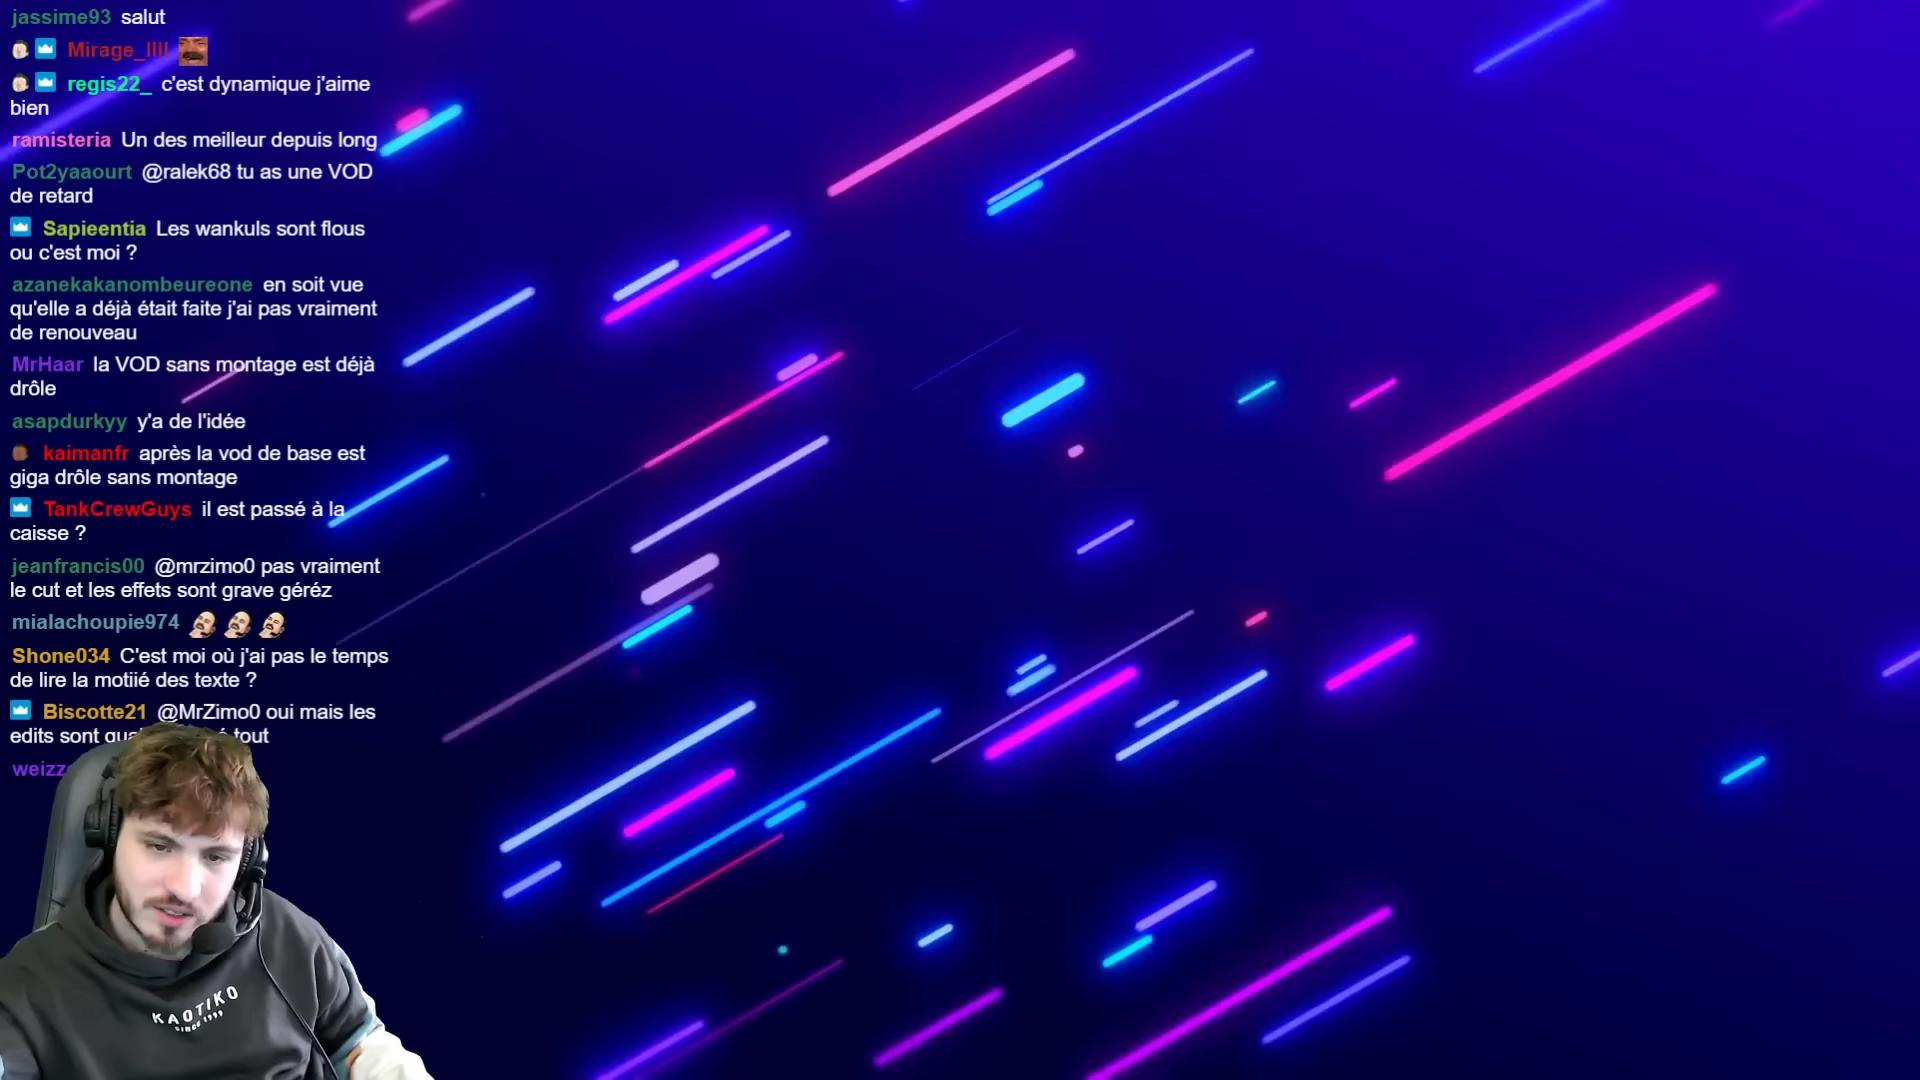 jassime93 salut
Mirage_llll
regis22_ c'est dynamique j'aime
bien
ramisteria Un des meilleur depuis long
Pot2yaaourt @ralek68 tu as une VOD
de retard
Sapieentia Les wankuls sont flous
ou c'est moi ?
azanekakanombeureone en soit vue
qu'elle a déjà était faite j'ai pas vraiment
de renouveau
MrHaar la VOD sans montage est déjà
drôle
asapdurkyy y'a de l'idée
kaimanfr après la vod de base est
giga drôle sans montage
TankCrewGuys il est passé à la
caisse ?
jeanfrancis00 @mrzimo0 pas vraiment
le cut et les effets sont grave géréz
mialachoupie974
Shone034 C'est moi où j'ai pas le temps
de lire la motiié des texte ?
Biscotte21 @MrZimo0 oui mais les
edits sont tout
KAOTIKO
SINCE 1999